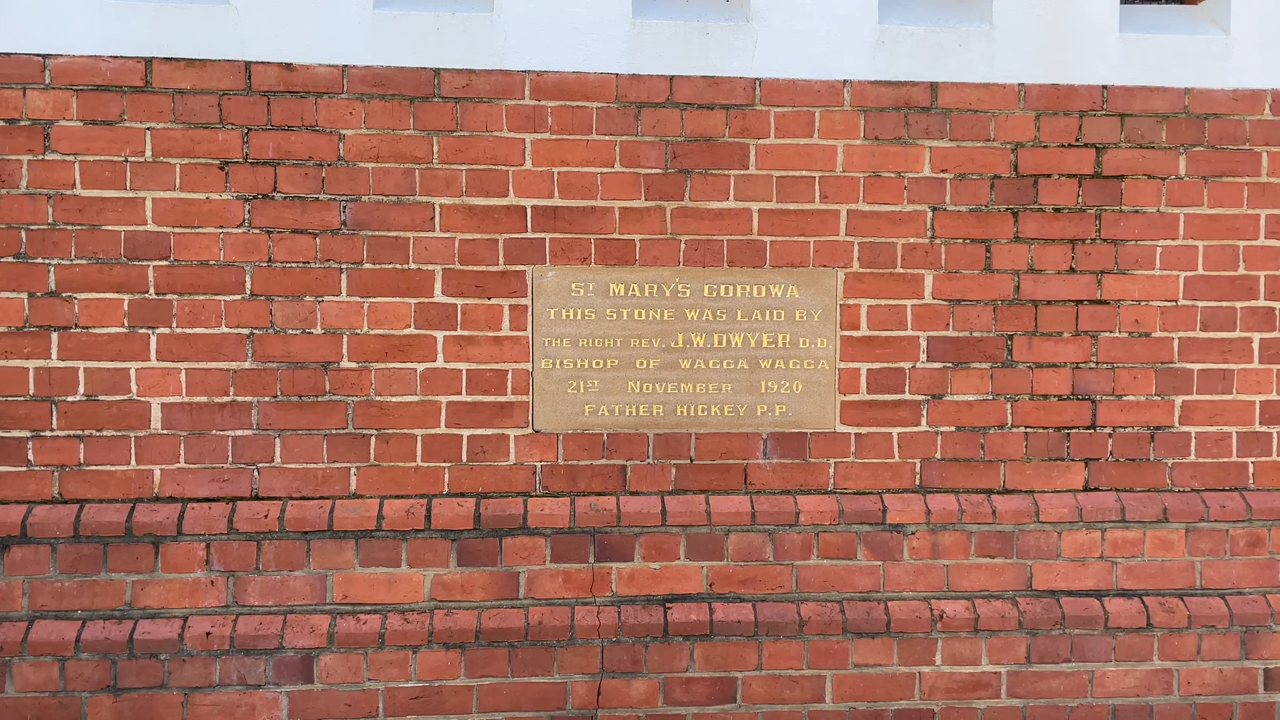 ST MARY'S COROWA
THIS STONE WAS LAID BY
THE RIGHT REV. J.W.DWYER D.D.
BISHOP OF WAGGA WAGGA
21ST NOVEMBER 1920
FATHER HICKEY P.P.